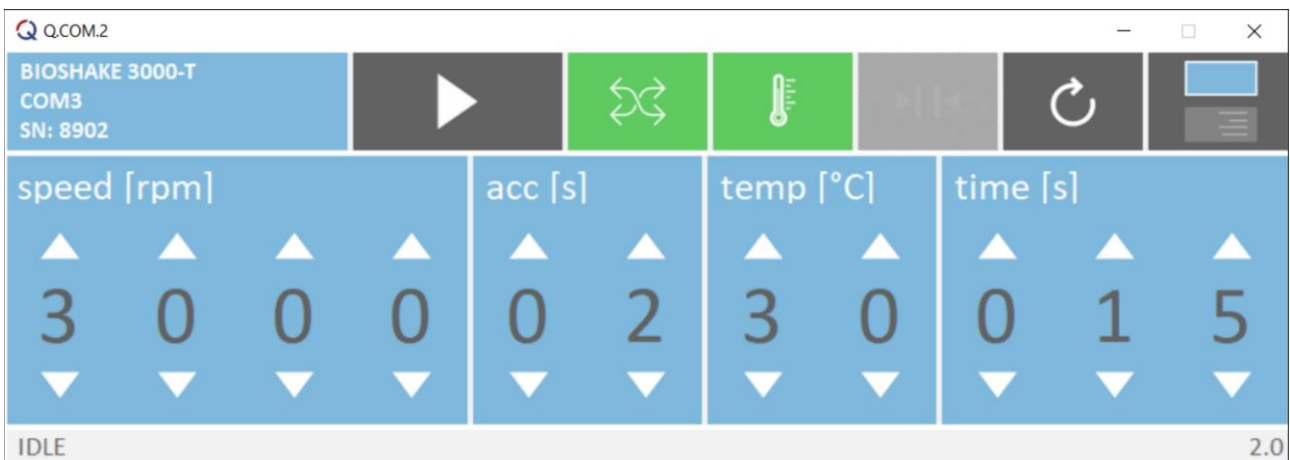 Q.COM.2
BIOSHAKE 3000-T
COM3
SN: 8902
speed [rpm]
acc [s]
temp [°C]
time [s]
3 0 0 0
0 2
3 0
0 1 5
IDLE
2.0